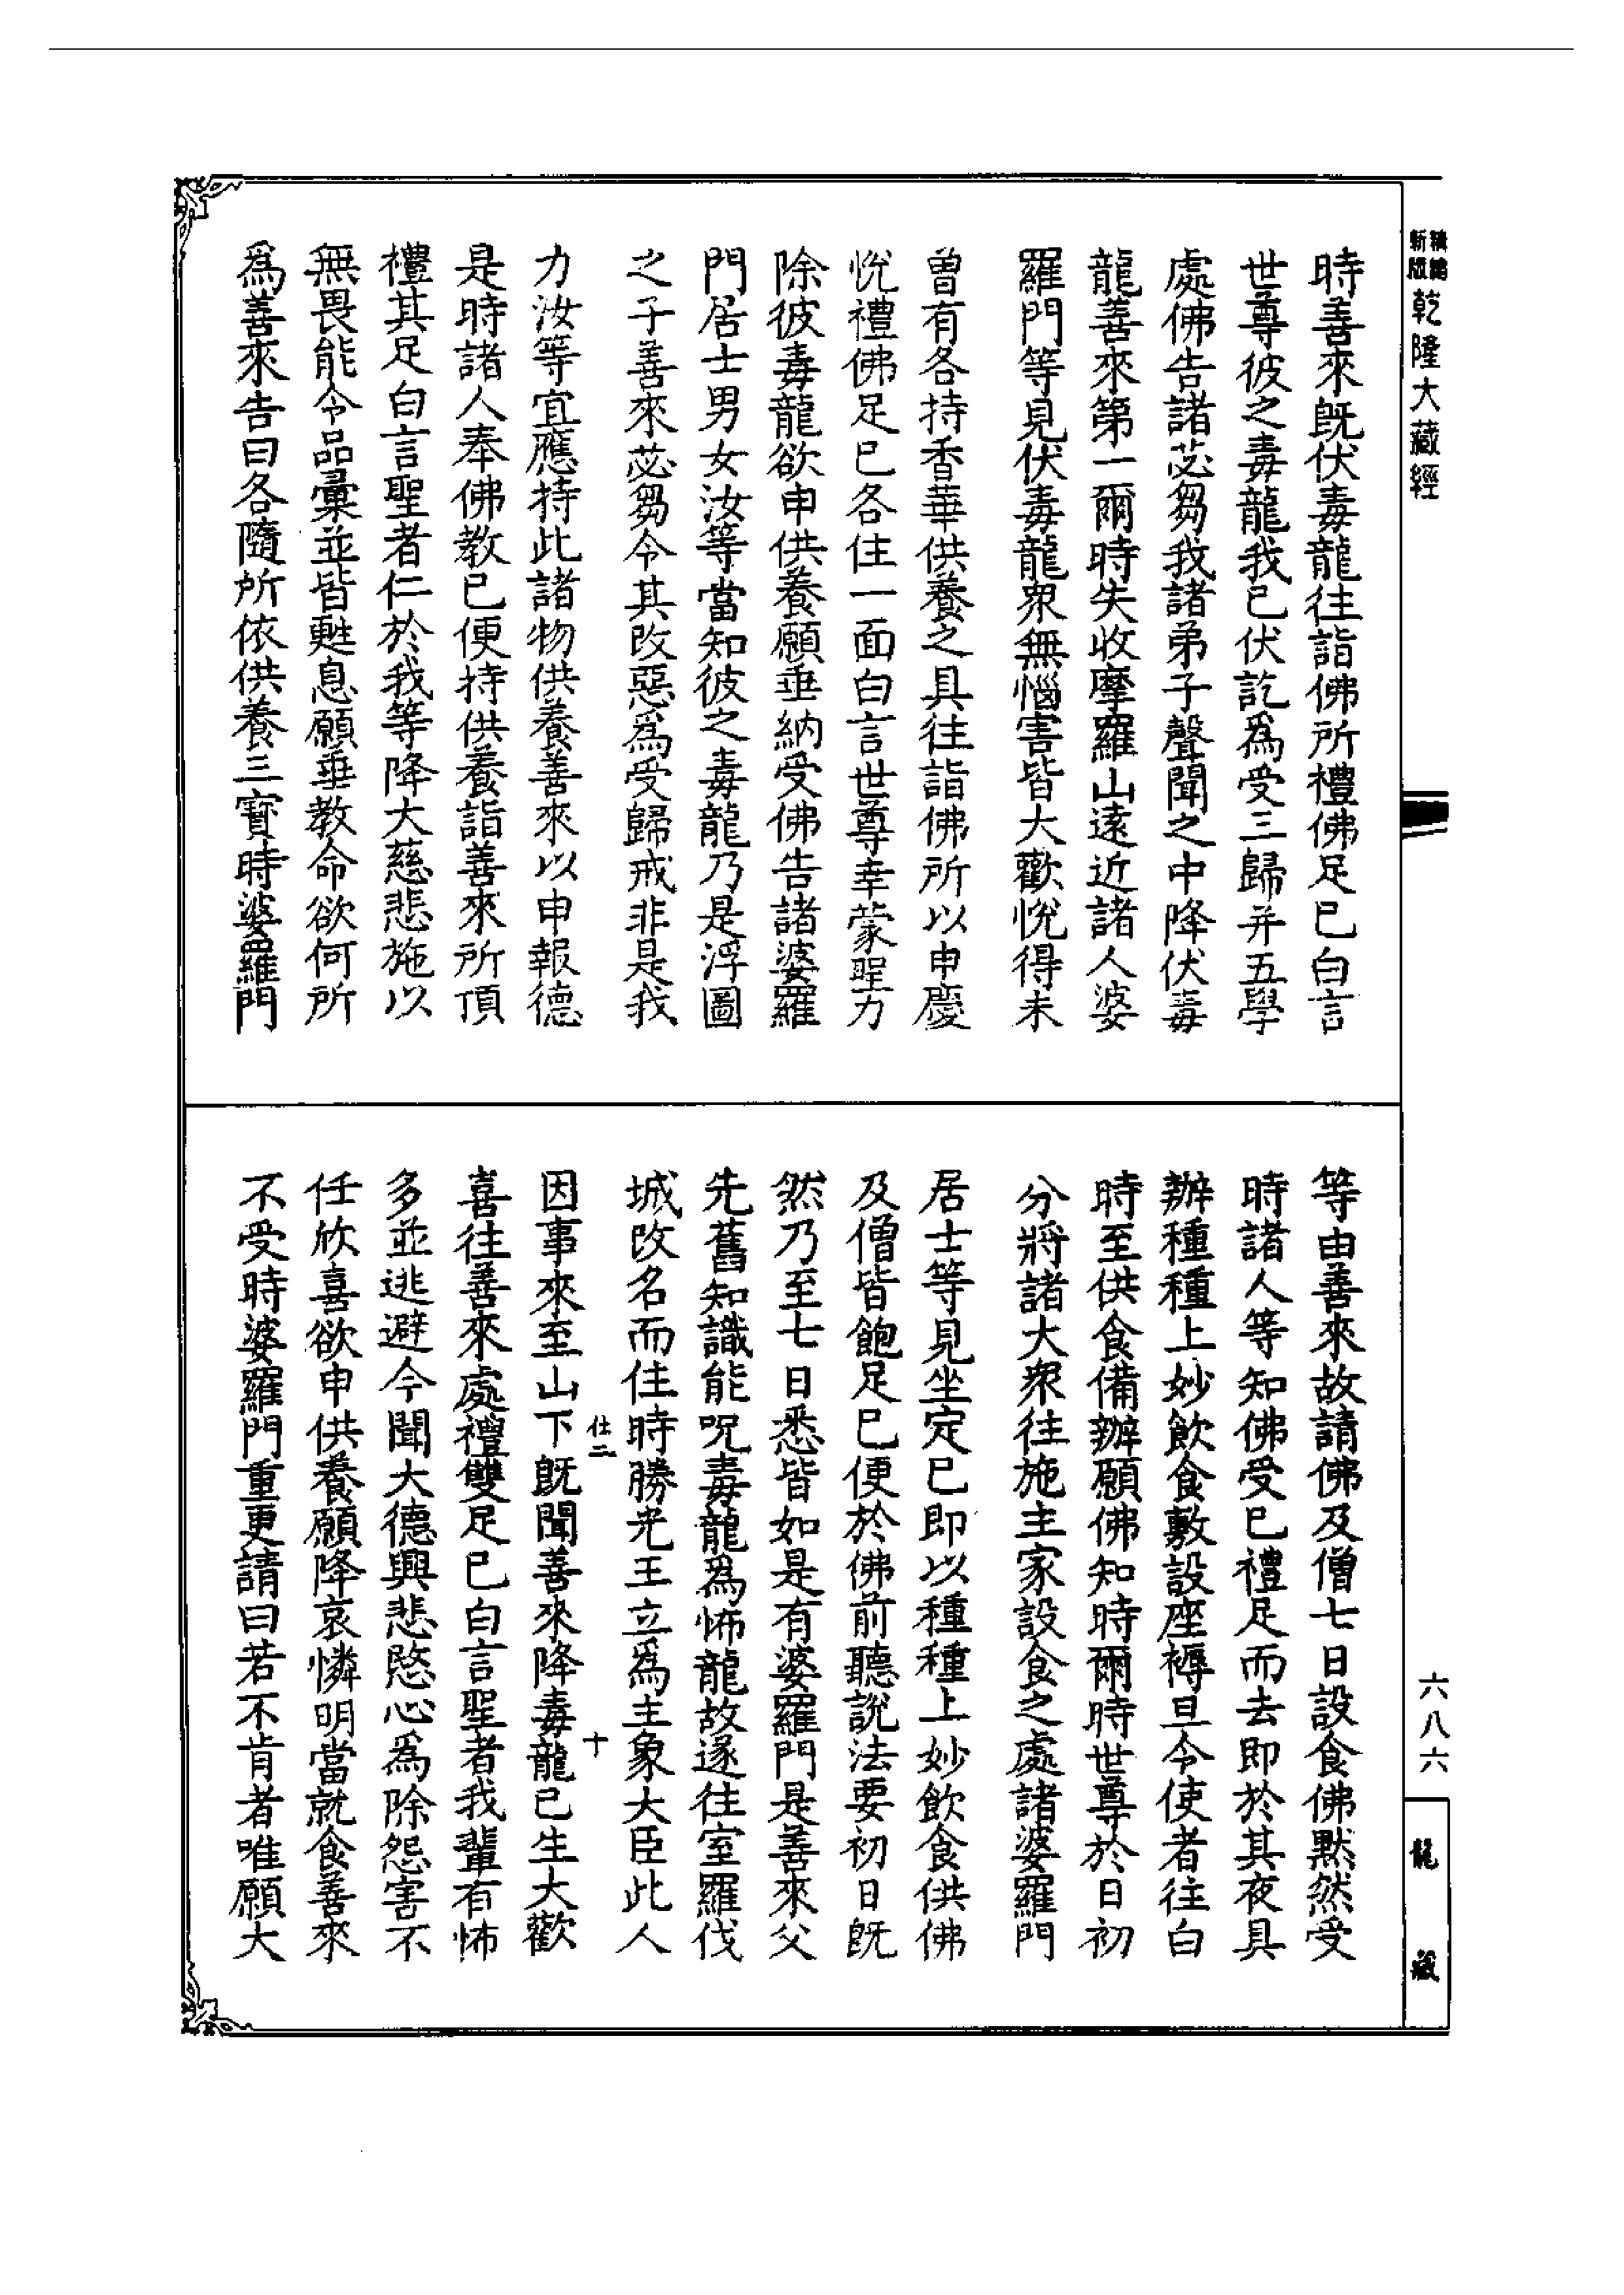 新編縮版乾隆大藏經
時善來既伏毒龍往詣佛所禮佛足已白言
世尊彼之毒龍我已伏訖爲受三歸并五學
處佛告諸苾芻我諸弟子聲聞之中降伏毒
龍善來第一爾時失收摩羅山遠近諸人婆
羅門等見伏毒龍衆無惱害皆大歡悅得未
曾有各持香華供養之具往詣佛所以申慶
悅禮佛足已各住一面白言世尊幸蒙聖力
除彼毒龍欲申供養願垂納受佛告諸婆羅
門居士男女汝等當知彼之毒龍乃是浮圖
之子善來苾芻令其改惡爲受歸戒非是我
力汝等宜應持此諸物供養善來以申報德
是時諸人奉佛教已便持供養詣善來所頂
禮其足白言聖者仁於我等降大慈悲施以
無畏能令品彙並皆甦息願垂教命欲何所
爲善來告曰各隨所依供養三寶時婆羅門
等由善來故請佛及僧七日設食佛默然受
時諸人等知佛受已禮足而去即於其夜具
辦種種上妙飲食敷設座褥旦令使者往白
時至供食備辦願佛知時爾時世尊於日初
分將諸大衆往施主家設食之處諸婆羅門
居士等見坐定已即以種種上妙飲食供佛
及僧皆飽足已便於佛前聽說法要初日既
然乃至七日悉皆如是有婆羅門是善來父
先舊知識能呪毒龍爲怖龍故遂往室羅伐
城改名而住時勝光王立爲主象大臣此人
仕二
十
因事來至山下既聞善來降毒龍已生大歡
喜往善來處禮雙足已白言聖者我輩有怖
多並逃避今聞大德興悲愍心爲除怨害不
任欣喜欲申供養願降哀憐明當就食善來
不受時婆羅門重更請曰若不肯者唯願大
六八六
龍藏